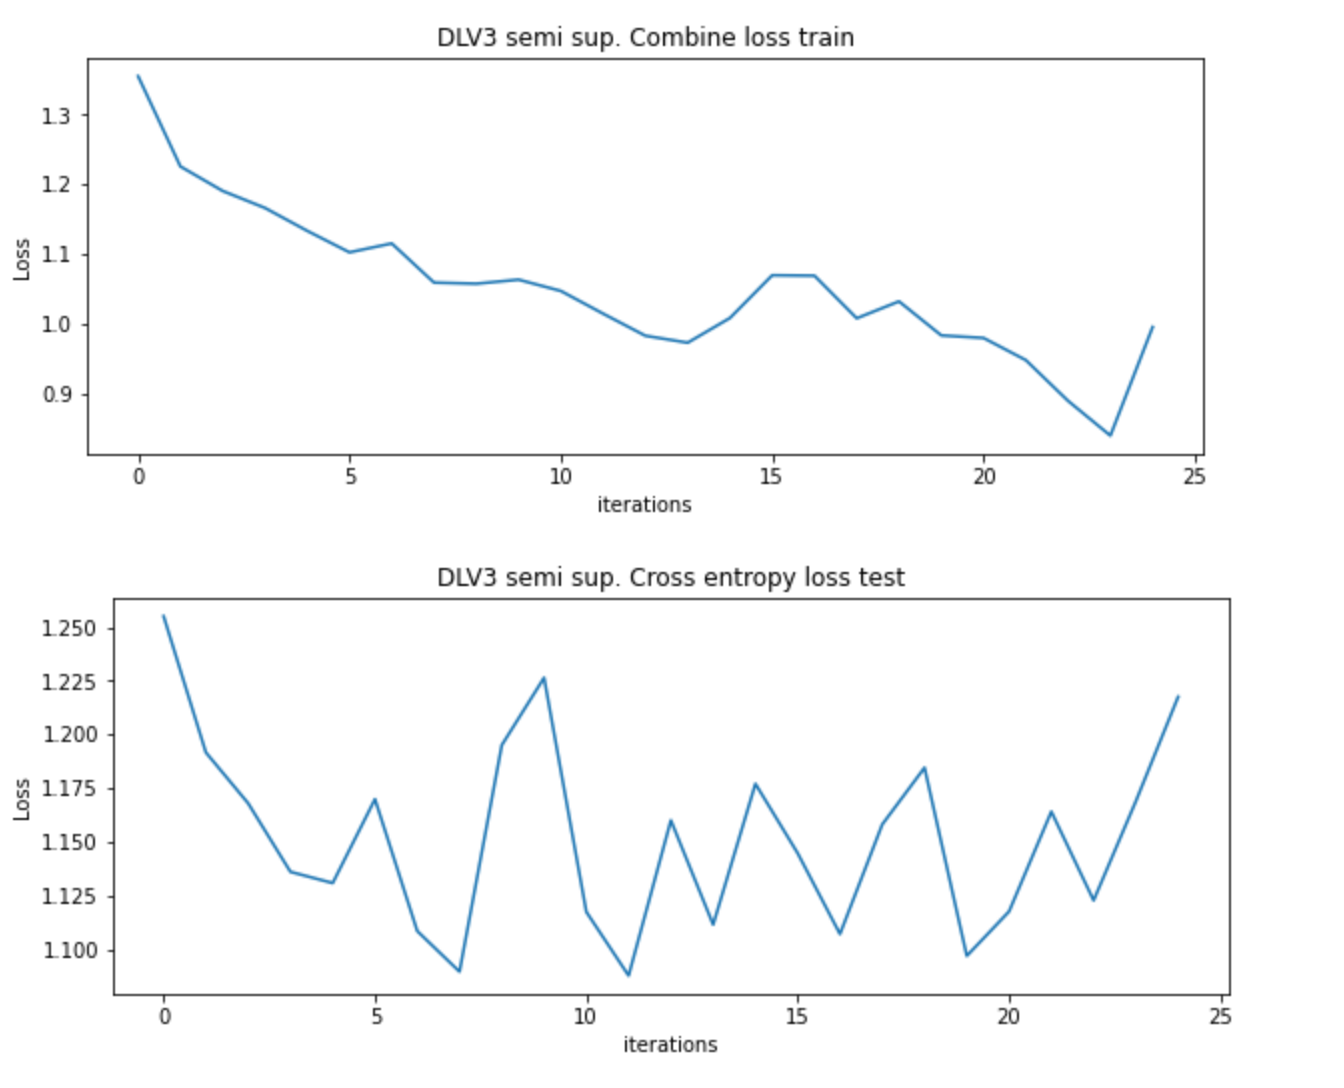 DLV3 semi sup. Combine loss train
Loss
1.3
1.2
1.1
1.0
0.9
0 5 10 15 20 25
iterations
DLV3 semi sup. Cross entropy loss test
Loss
1.250
1.225
1.200
1.175
1.150
1.125
1.100
0 5 10 15 20 25
iterations